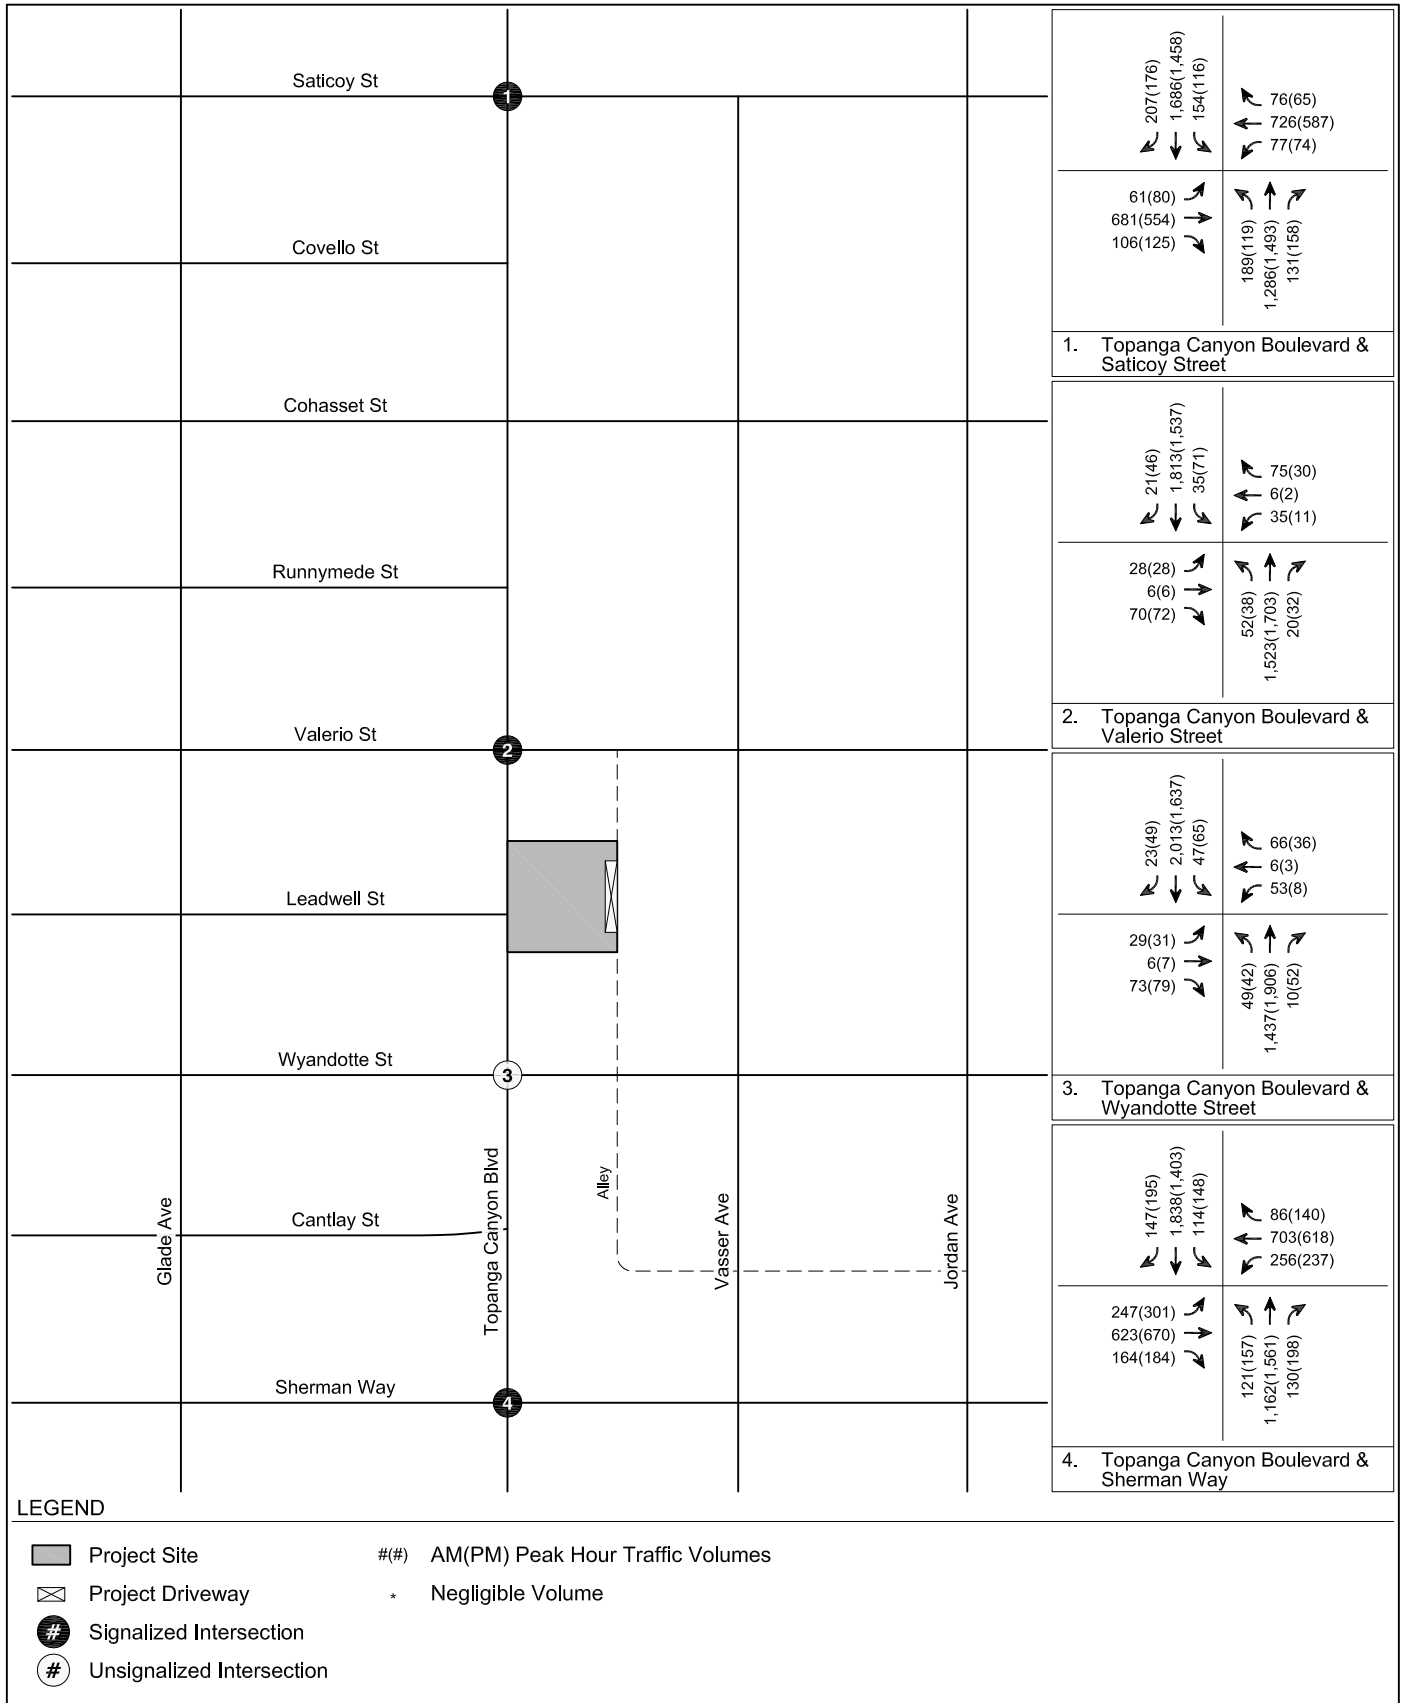 Saticoy St
1
Covello St
Cohasset St
Runnymede St
Valerio St
2
Leadwell St
Wyandotte St
3
Cantlay St
Sherman Way
4
Glade Ave
Topanga Canyon Blvd
Alley
Vasser Ave
Jordan Ave
207(176)
1,686(1,458)
154(116)
76(65)
726(587)
77(74)
61(80)
681(554)
106(125)
189(119)
1,286(1,493)
131(158)
1. Topanga Canyon Boulevard &
Saticoy Street
21(46)
1,813(1,537)
35(71)
75(30)
6(2)
35(11)
28(28)
6(6)
70(72)
52(38)
1,523(1,703)
20(32)
2. Topanga Canyon Boulevard &
Valerio Street
23(49)
2,013(1,637)
47(65)
66(36)
6(3)
53(8)
29(31)
6(7)
73(79)
49(42)
1,437(1,906)
10(52)
3. Topanga Canyon Boulevard &
Wyandotte Street
147(195)
1,838(1,403)
114(148)
86(140)
703(618)
256(237)
247(301)
623(670)
164(184)
121(157)
1,162(1,561)
130(198)
4. Topanga Canyon Boulevard &
Sherman Way
LEGEND
Project Site
#(#) AM(PM) Peak Hour Traffic Volumes
Project Driveway
* Negligible Volume
# Signalized Intersection
# Unsignalized Intersection